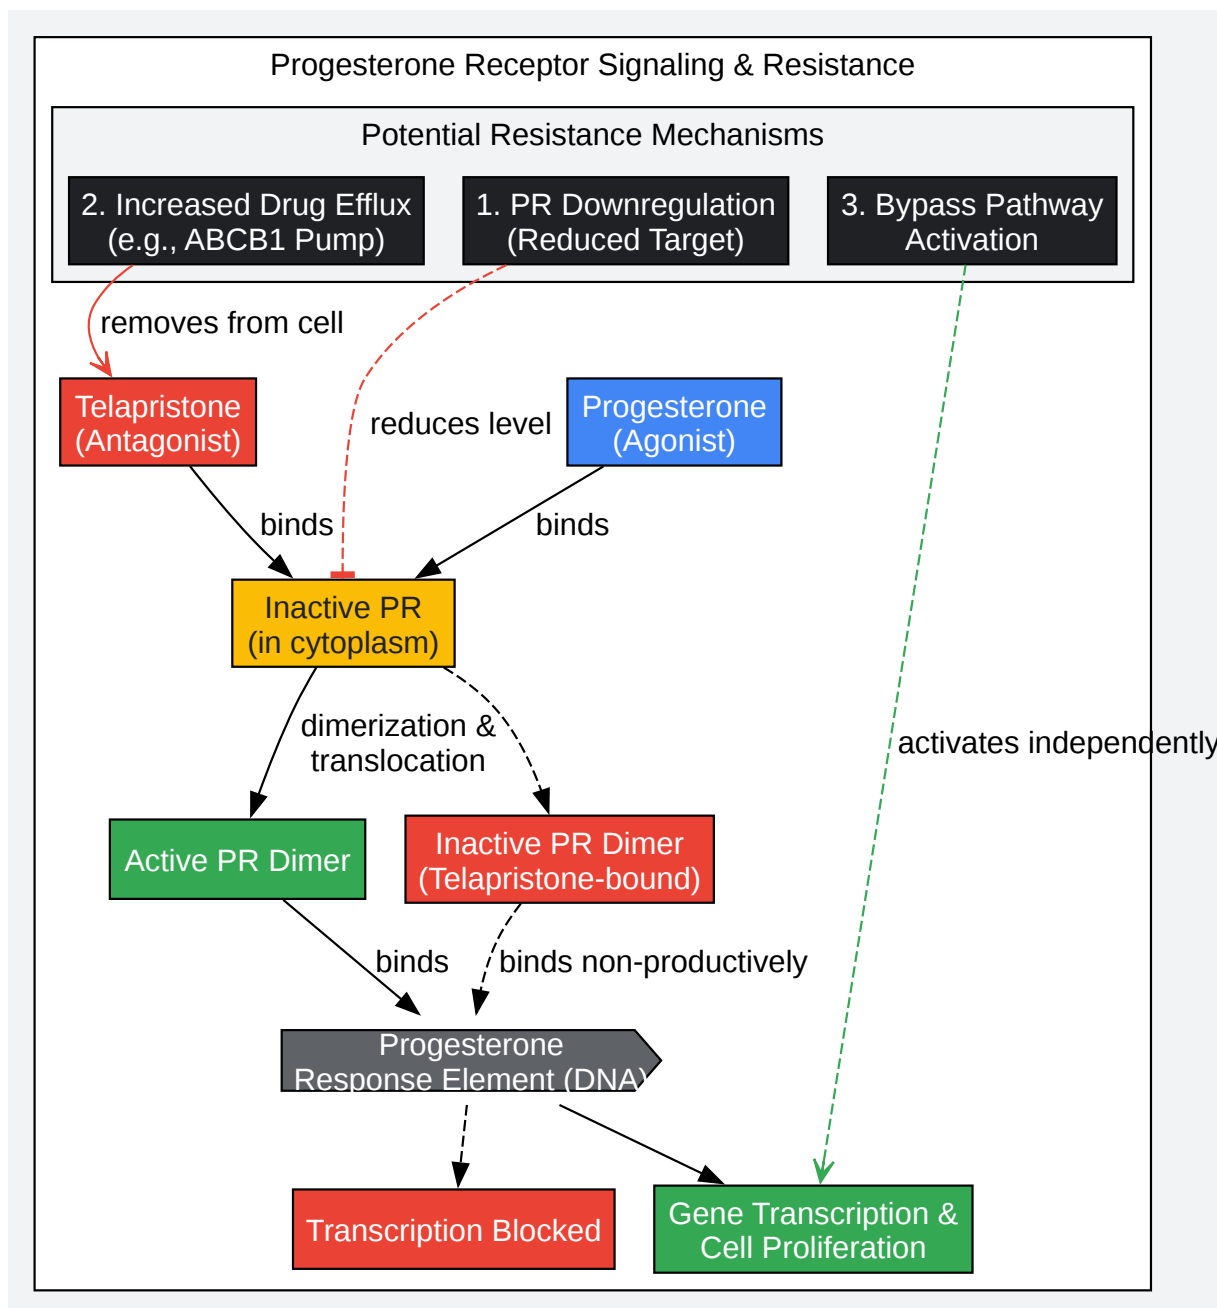 Progesterone Receptor Signaling & Resistance
Potential Resistance Mechanisms
2. Increased Drug Efflux
(e.g., ABCB1 Pump)
1. PR Downregulation
(Reduced Target)
3. Bypass Pathway
Activation
removes from cell
Telapristone
(Antagonist)
reduces level
Progesterone
(Agonist)
binds
binds
Inactive PR
(in cytoplasm)
dimerization &
translocation
activates independently
Active PR Dimer
Inactive PR Dimer
(Telapristone-bound)
binds
binds non-productively
Progesterone
Response Element (DNA)
Transcription Blocked
Gene Transcription &
Cell Proliferation